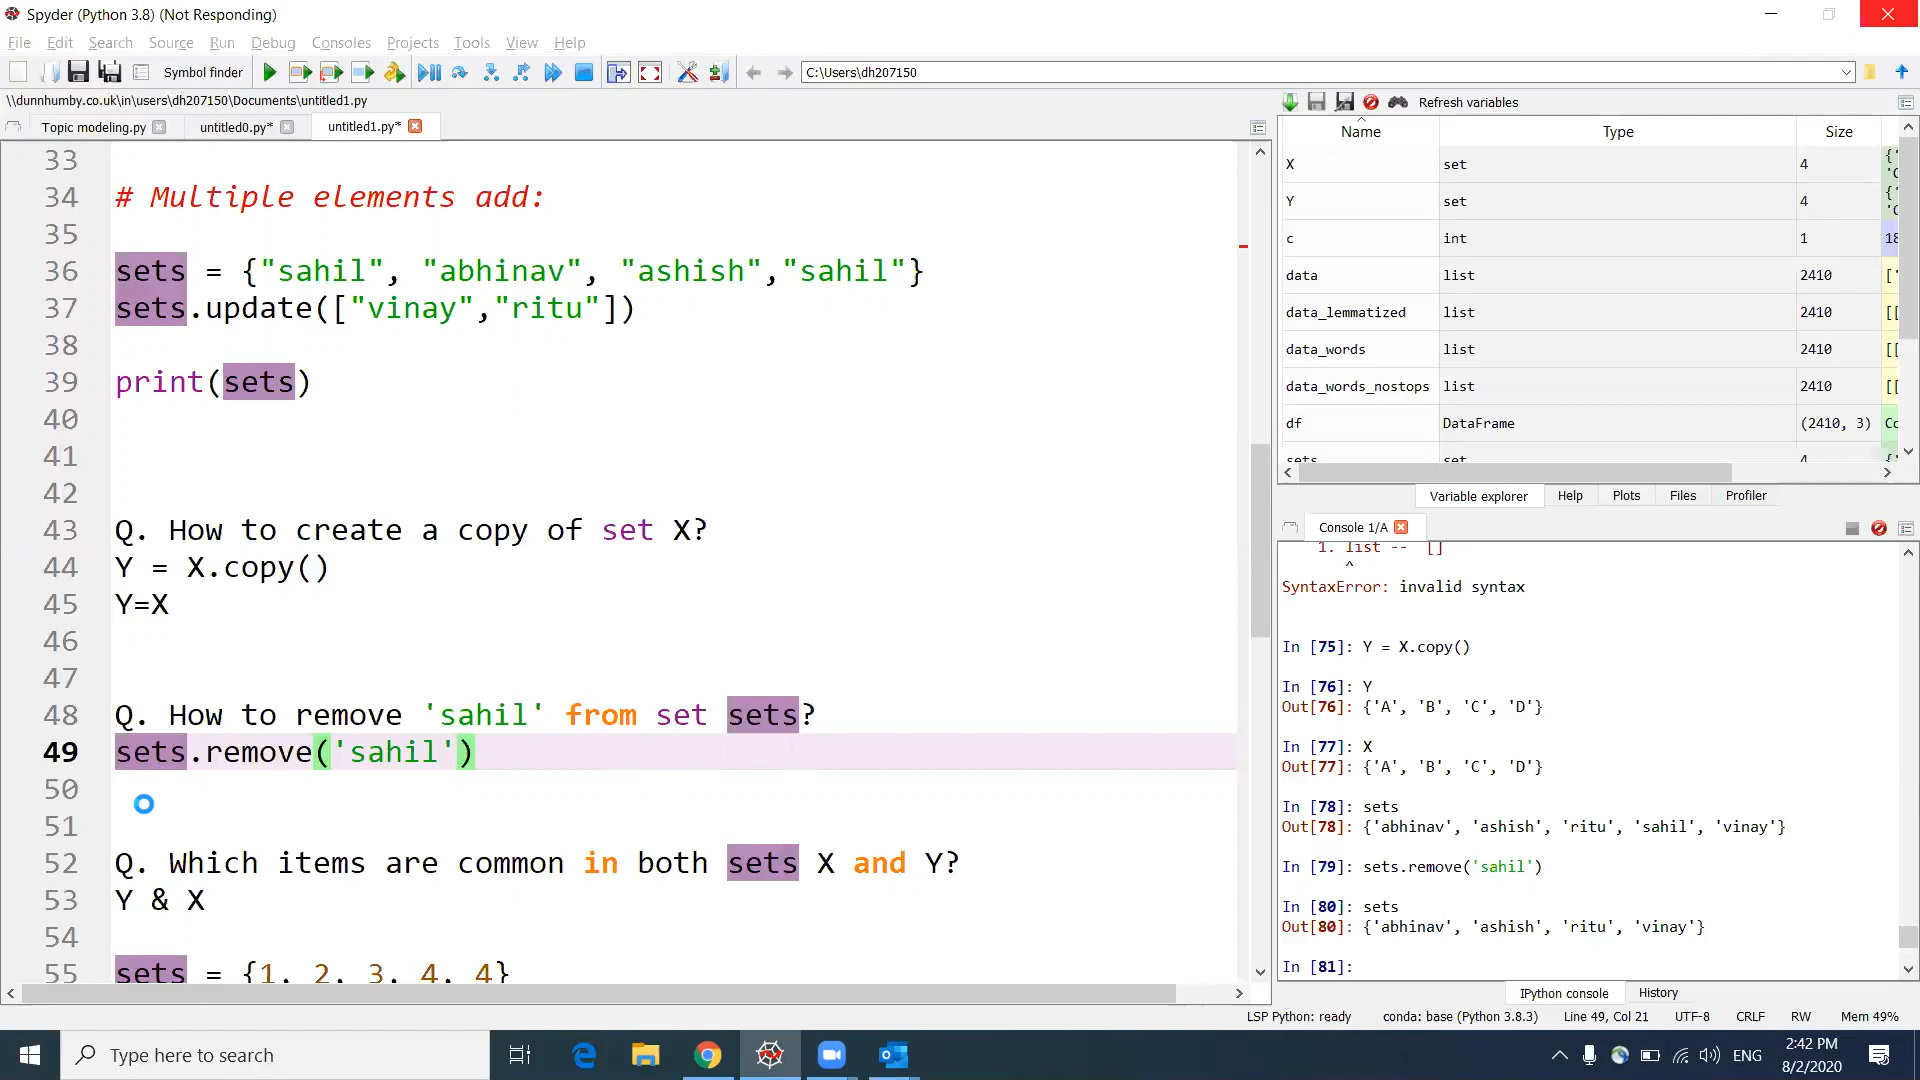 Spyder (Python 3.8) (Not Responding)
File Edit Search Source Run Debug Consoles Projects Tools View Help
Symbol finder
C:\Users\dh207150
\\dunnhumby.co.uk\in\users\dh207150\Documents\untitled1.py
Topic modeling.py untitled0.py* untitled1.py*
33
34 # Multiple elements add:
35
36 sets = {"sahil", "abhinav", "ashish","sahil"}
37 sets.update(["vinay","ritu"])
38
39 print(sets)
40
41
42
43 Q. How to create a copy of set X?
44 Y = X.copy()
45 Y=X
46
47
48 Q. How to remove 'sahil' from set sets?
49 sets.remove('sahil')
50
51
52 Q. Which items are common in both sets X and Y?
53 Y & X
54
55 sets = {1, 2, 3, 4, 4}
Refresh variables
Name Type Size
X set 4
Y set 4
c int 1 18
data list 2410 ['
data_lemmatized list 2410 [[
data_words list 2410 [[
data_words_nostops list 2410 [[
df DataFrame (2410, 3) Co
sets set 4 {'
Variable explorer Help Plots Files Profiler
Console 1/A
1. list -- []
^
SyntaxError: invalid syntax
In [75]: Y = X.copy()
In [76]: Y
Out[76]: {'A', 'B', 'C', 'D'}
In [77]: X
Out[77]: {'A', 'B', 'C', 'D'}
In [78]: sets
Out[78]: {'abhinav', 'ashish', 'ritu', 'sahil', 'vinay'}
In [79]: sets.remove('sahil')
In [80]: sets
Out[80]: {'abhinav', 'ashish', 'ritu', 'vinay'}
In [81]:
IPython console History
LSP Python: ready conda: base (Python 3.8.3) Line 49, Col 21 UTF-8 CRLF RW Mem 49%
Type here to search
ENG
2:42 PM
8/2/2020